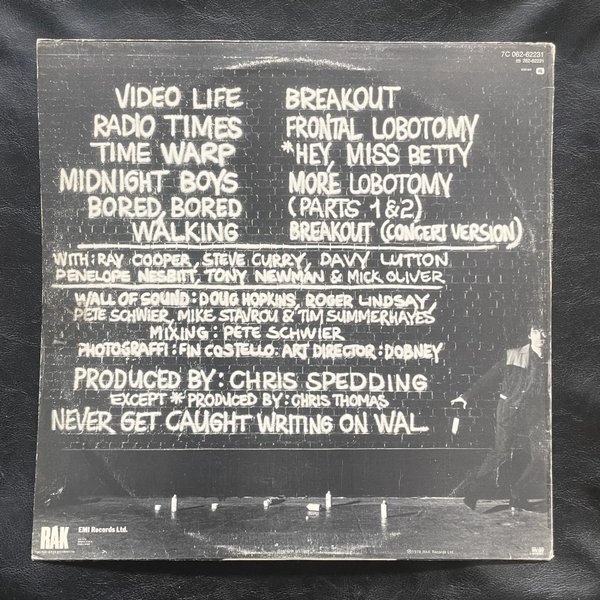 7C 062-62231
VIDEO LIFE
RADIO TIMES
TIME WARP
MIDNIGHT BOYS
BORED, BORED
WALKING
BREAKOUT
FRONTAL LOBOTOMY
*HEY, MISS BETTY
MORE LOBOTOMY
(PARTS 1 & 2)
BREAKOUT (CONCERT VERSION)
WITH: RAY COOPER, STEVE CURRY, DAVY LUTTON
PENELOPE NESBITT, TONY NEWMAN & MICK OLIVER
WALL OF SOUND: DOUG HOPKINS, ROGER LINDSAY,
PETE SCHWIER, MIKE STAVROU & TIM SUMMERHAYES
MIXING: PETE SCHWIER
PHOTOGRAFFI: FIN COSTELLO: ART DIRECTOR: DOBNEY
PRODUCED BY: CHRIS SPEDDING
EXCEPT * PRODUCED BY: CHRIS THOMAS
NEVER GET CAUGHT WRITING ON WAL
RAK
EMI Records Ltd.